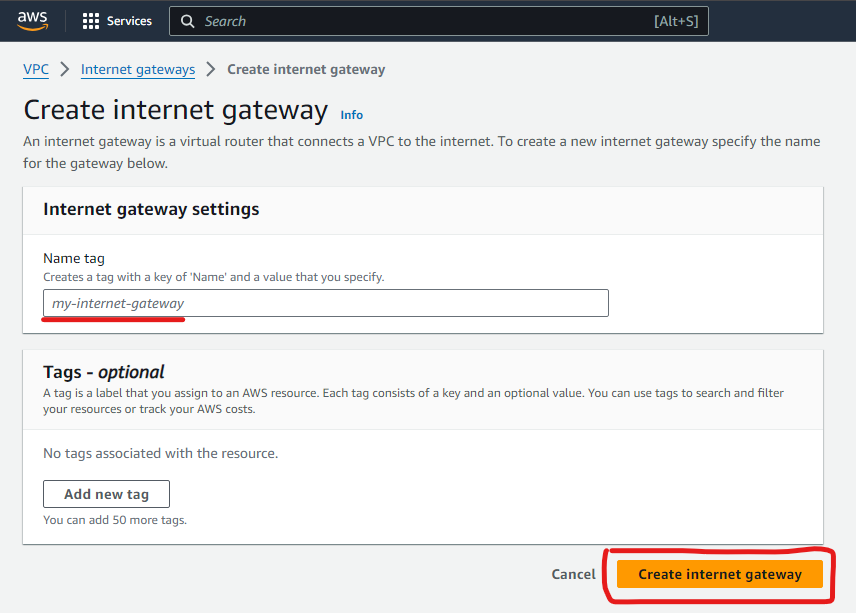 aws Services Search [Alt+S]
VPC Internet gateways Create internet gateway
Create internet gateway Info
An internet gateway is a virtual router that connects a VPC to the internet. To create a new internet gateway specify the name
for the gateway below.
Internet gateway settings
Name tag
Creates a tag with a key of 'Name' and a value that you specify.
my-internet-gateway
Tags - optional
A tag is a label that you assign to an AWS resource. Each tag consists of a key and an optional value. You can use tags to search and filter
your resources or track your AWS costs.
No tags associated with the resource.
Add new tag
You can add 50 more tags.
Cancel Create internet gateway